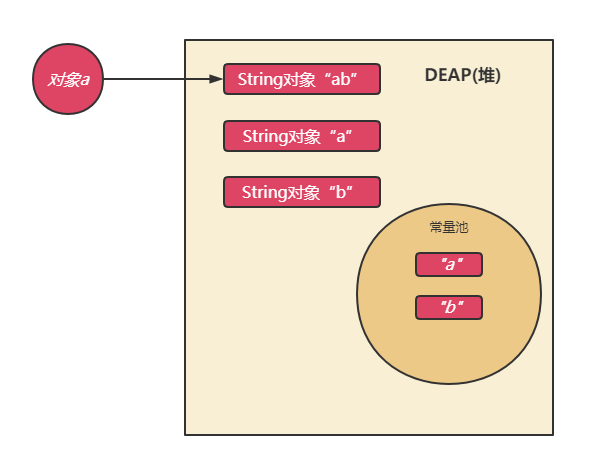 对象a
String对象“ab”
DEAP(堆)
String对象“a”
String对象“b”
常量池
"a"
"b"